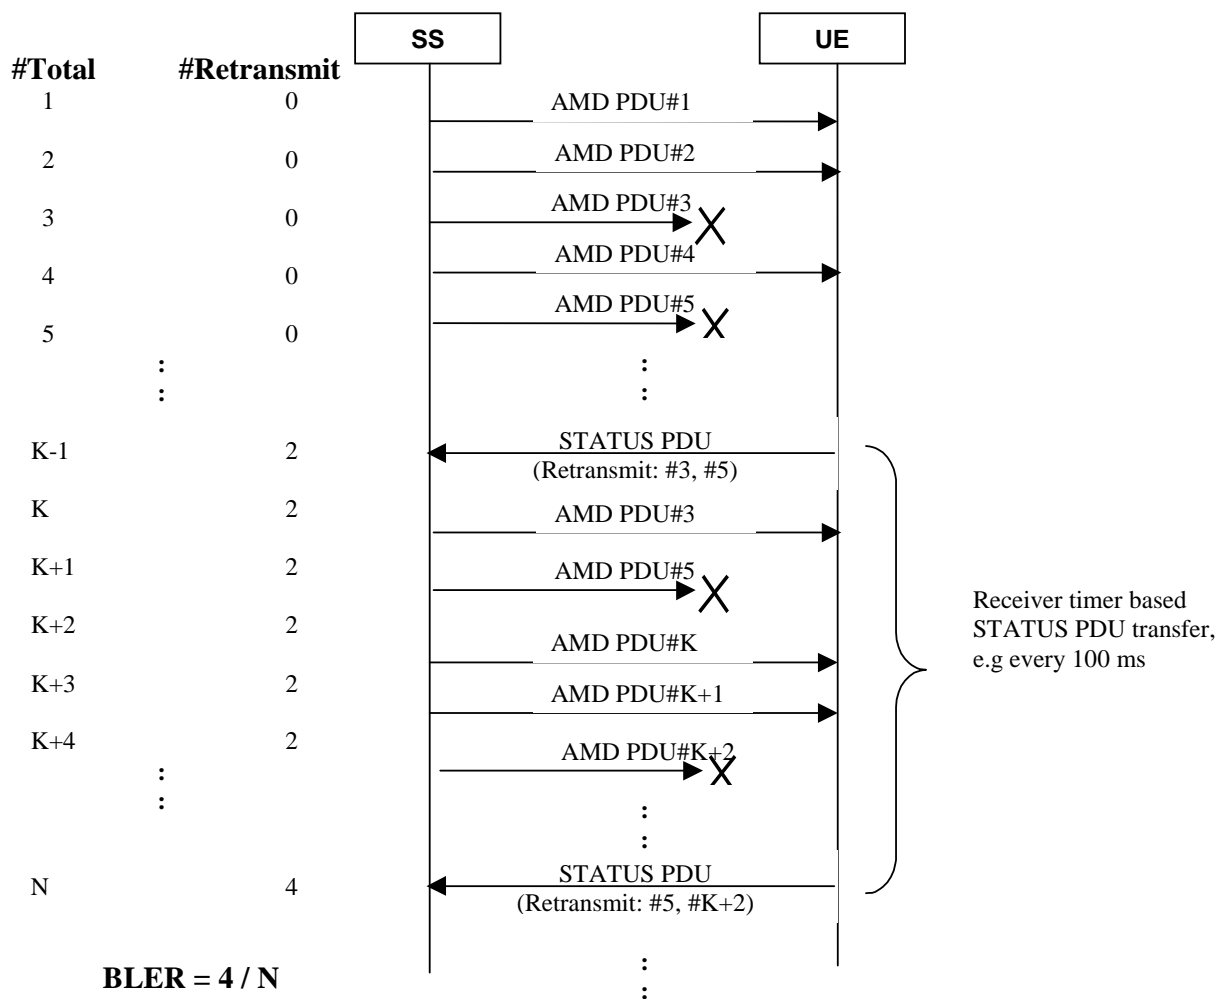 SS UE
#Total #Retransmit
1 0 AMD PDU#1
2 0 AMD PDU#2
3 0 AMD PDU#3
4 0 AMD PDU#4
5 0 AMD PDU#5
: :
: :
K-1 2 STATUS PDU
(Retransmit: #3, #5)
K 2 AMD PDU#3
K+1 2 AMD PDU#5
Receiver timer based
STATUS PDU transfer,
e.g every 100 ms
K+2 2 AMD PDU#K
K+3 2 AMD PDU#K+1
K+4 2 AMD PDU#K+2
: :
: :
N 4 STATUS PDU
(Retransmit: #5, #K+2)
BLER = 4 / N
:
: